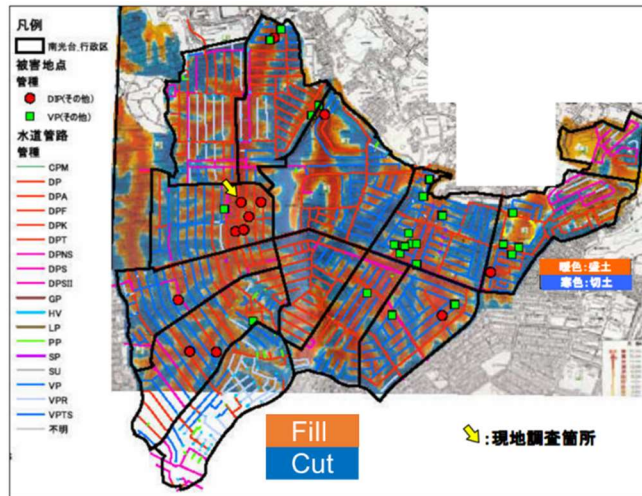 凡例
南光台_行政区
被害地点
管種
DIP(その他)
VP(その他)
水道管路
管種
CPM
DP
DPA
DPF
DPK
DPT
DPNS
DPS
DPSII
GP
HV
LP
PP
SP
SU
VP
VPR
VPTS
不明
暖色:盛土
寒色:切土
Fill
Cut
:現地調査箇所